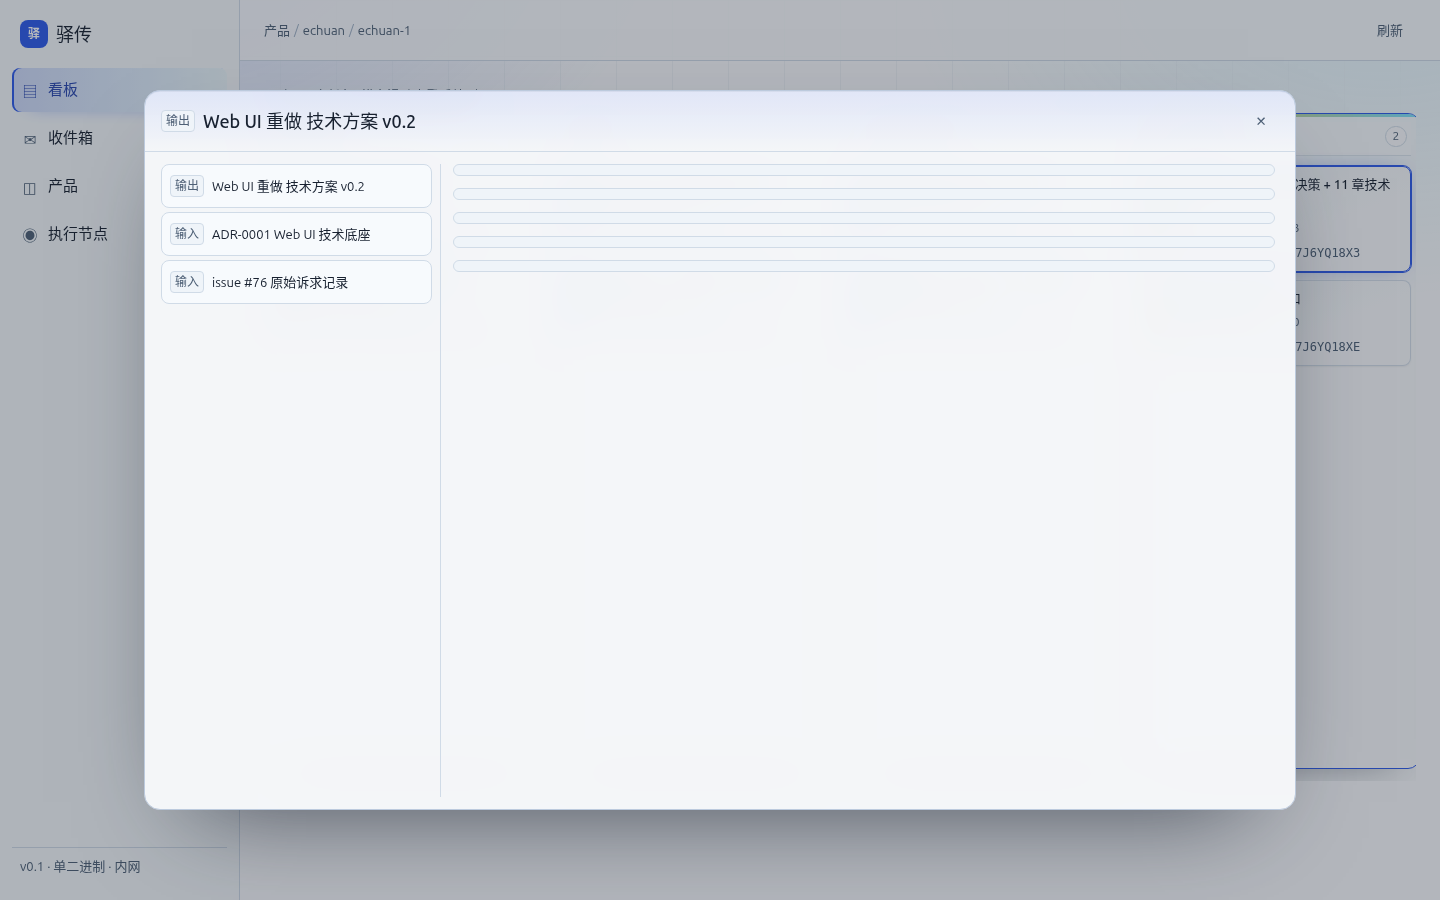 驿 驿传
看板
收件箱
产品
执行节点
v0.1 · 单二进制 · 内网
产品 / echuan / echuan-1
刷新
输出 Web UI 重做 技术方案 v0.2 ×
输出 Web UI 重做 技术方案 v0.2
输入 ADR-0001 Web UI 技术底座
输入 issue #76 原始诉求记录
2
决策 + 11 章技术
7J6YQ18X3
7J6YQ18XE